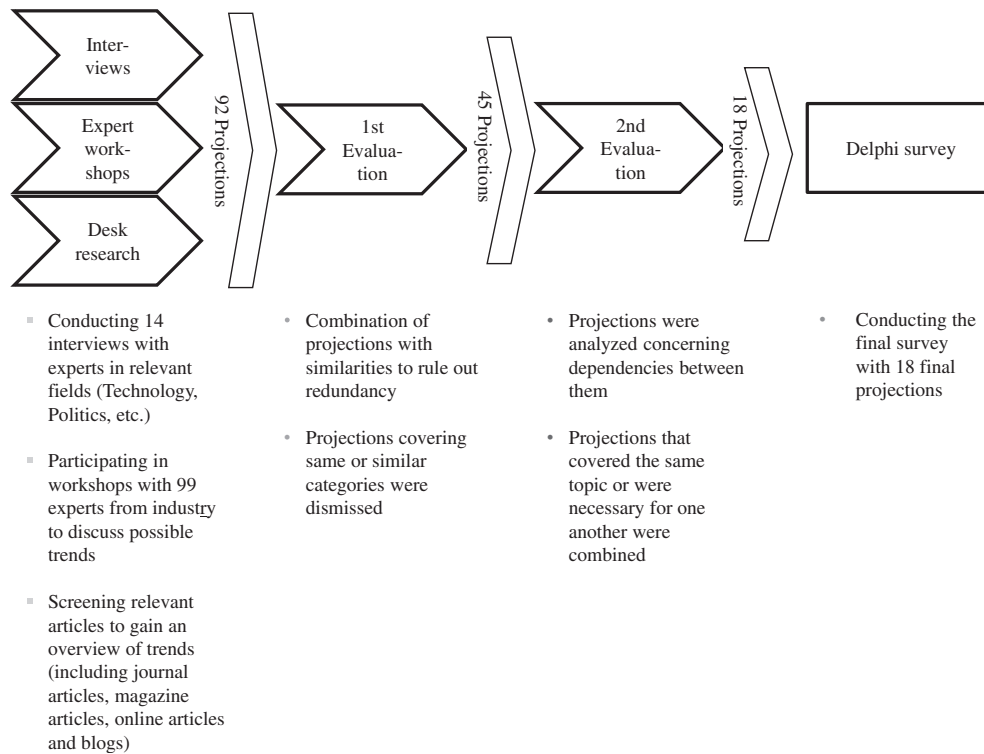 Inter-
views
Expert
work-
shops
Desk
research
92 Projections
1st
Evalua-
tion
45 Projections
2nd
Evalua-
tion
18 Projections
Delphi survey
Conducting 14
interviews with
experts in relevant
fields (Technology,
Politics, etc.)
Participating in
workshops with 99
experts from industry
to discuss possible
trends
Screening relevant
articles to gain an
overview of trends
(including journal
articles, magazine
articles, online articles
and blogs)
• Combination of
projections with
similarities to rule out
redundancy
• Projections covering
same or similar
categories were
dismissed
• Projections were
analyzed concerning
dependencies between
them
• Projections that
covered the same
topic or were
necessary for one
another were
combined
• Conducting the
final survey
with 18 final
projections